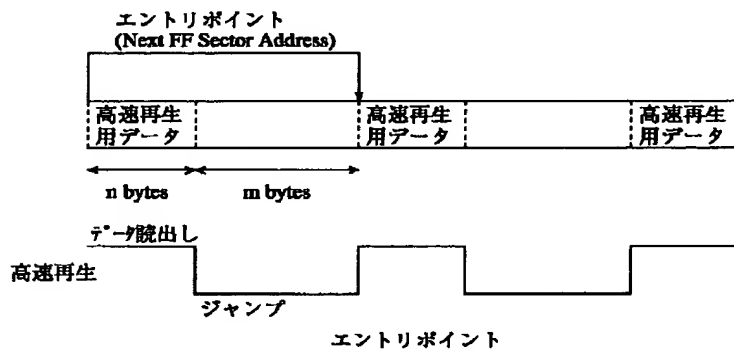 エントリポイント
(Next FF Sector Address)
高速再生
用データ
高速再生
用データ
高速再生
用データ
n bytes
m bytes
データ読出し
高速再生
ジャンプ
エントリポイント